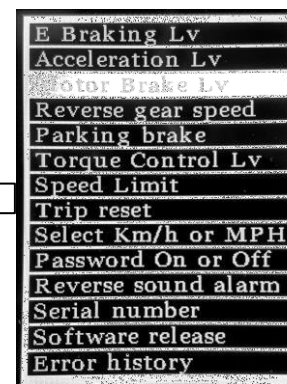 E Braking Lv
Acceleration Lv
Motor Brake Lv
Reverse gear speed
Parking brake
Torque Control Lv
Speed Limit
Trip reset
Select Km/h or MPH
Password On or Off
Reverse sound alarm
Serial number
Software release
Error history